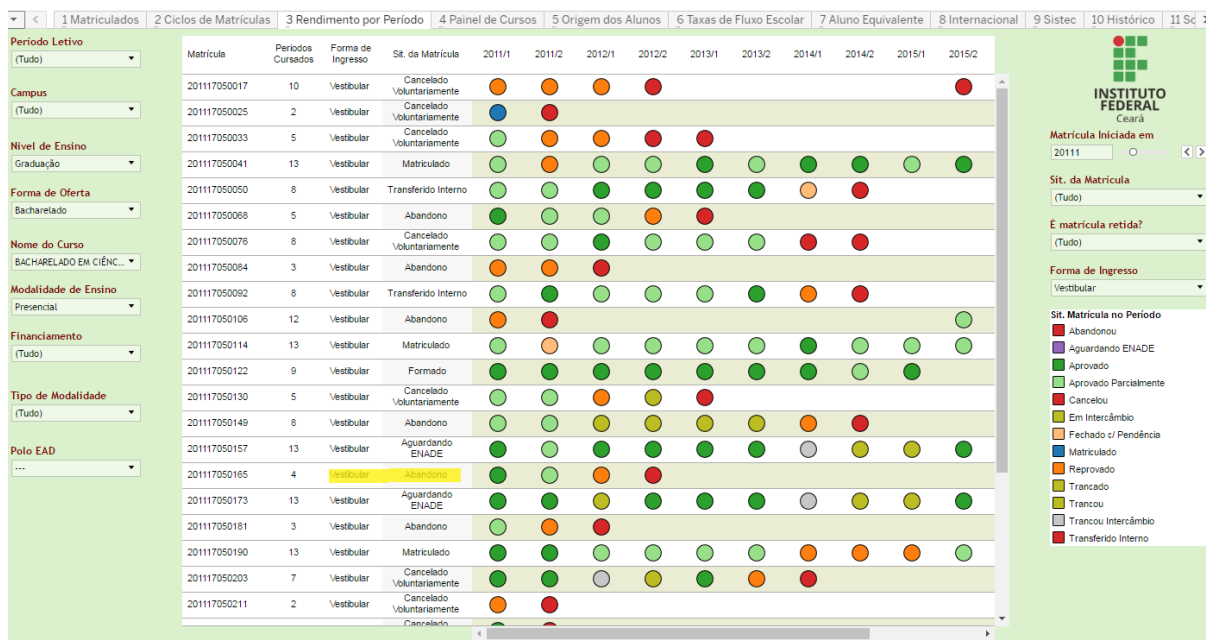 1 Matriculados 2 Ciclos de Matrículas 3 Rendimento por Período 4 Painel de Cursos 5 Origem dos Alunos 6 Taxas de Fluxo Escolar 7 Aluno Equivalente 8 Internacional 9 Sistec 10 Histórico
Período Letivo
(Tudo)
Campus
(Tudo)
Nivel de Ensino
Graduação
Forma de Oferta
Bacharelado
Nome do Curso
BACHARELADO EM CIÊNC...
Modalidade de Ensino
Presencial
Financiamento
(Tudo)
Tipo de Modalidade
(Tudo)
Polo EAD
---
Matrícula Periodos Cursados Forma de Ingresso Sit. da Matrícula 2011/1 2011/2 2012/1 2012/2 2013/1 2013/2 2014/1 2014/2 2015/1 2015/2
201117050017 10 Vestibular Cancelado Voluntariamente
201117050025 2 Vestibular Cancelado Voluntariamente
201117050033 5 Vestibular Cancelado Voluntariamente
201117050041 13 Vestibular Matriculado
201117050050 8 Vestibular Transferido Interno
201117050068 5 Vestibular Abandono
201117050076 8 Vestibular Cancelado Voluntariamente
201117050084 3 Vestibular Abandono
201117050092 8 Vestibular Transferido Interno
201117050106 12 Vestibular Abandono
201117050114 13 Vestibular Matriculado
201117050122 9 Vestibular Formado
201117050130 5 Vestibular Cancelado Voluntariamente
201117050149 8 Vestibular Abandono
201117050157 13 Vestibular Aguardando ENADE
201117050165 4 Vestibular Abandono
201117050173 13 Vestibular Aguardando ENADE
201117050181 3 Vestibular Abandono
201117050190 13 Vestibular Matriculado
201117050203 7 Vestibular Cancelado Voluntariamente
201117050211 2 Vestibular Cancelado Voluntariamente
Cancelado
INSTITUTO
FEDERAL
Ceará
Matrícula Iniciada em
20111
Sit. da Matrícula
(Tudo)
É matrícula retida?
(Tudo)
Forma de Ingresso
Vestibular
Sit. Matrícula no Período
Abandonou
Aguardando ENADE
Aprovado
Aprovado Parcialmente
Cancelou
Em Intercâmbio
Fechado c/ Pendência
Matriculado
Reprovado
Trancado
Trancou
Trancou Intercâmbio
Transferido Interno